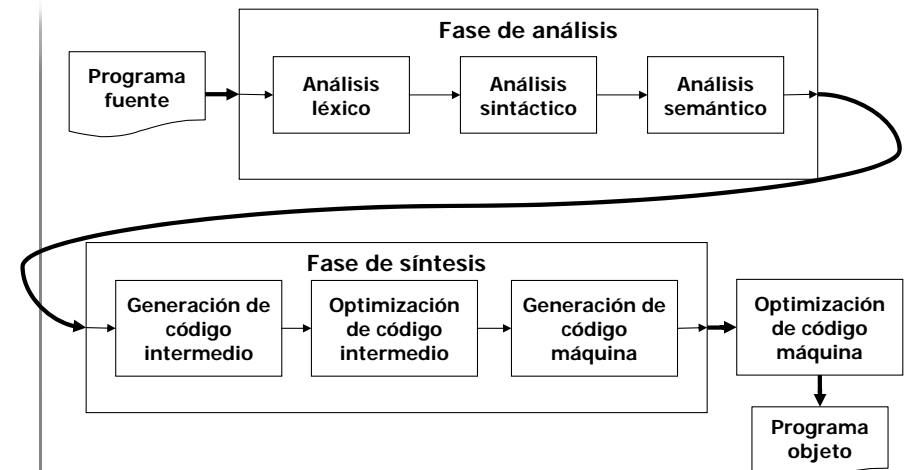 Fase de análisis
Programa
fuente
Análisis
léxico
Análisis
sintáctico
Análisis
semántico
Fase de síntesis
Generación de
código
intermedio
Optimización
de código
intermedio
Generación de
código
máquina
Optimización
de código
máquina
Programa
objeto